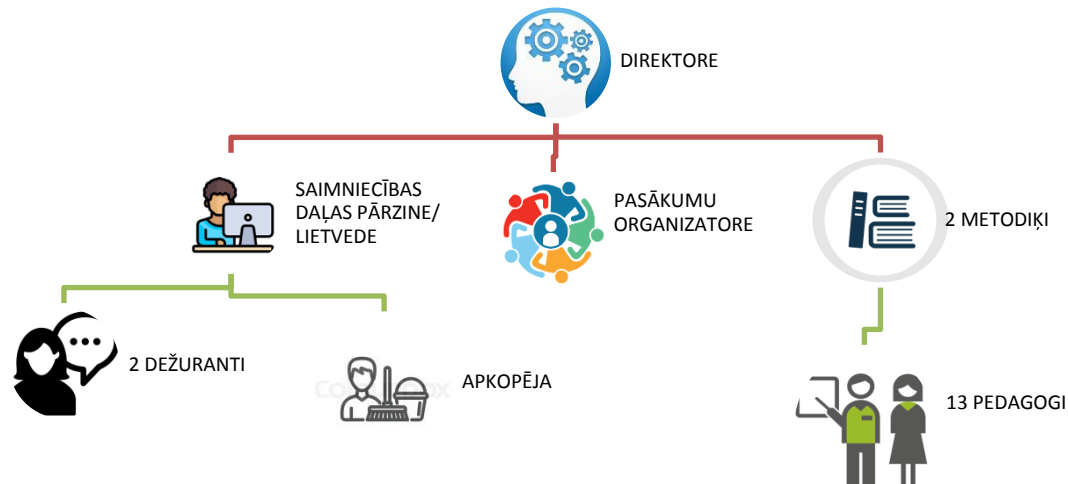 DIREKTORE
SAIMNIECĪBAS
DAĻAS PĀRZINE/
LIETVEDE
PASĀKUMU
ORGANIZATORE
2 METODIĶI
2 DEŽURANTI
APKOPĒJA
13 PEDAGOGI